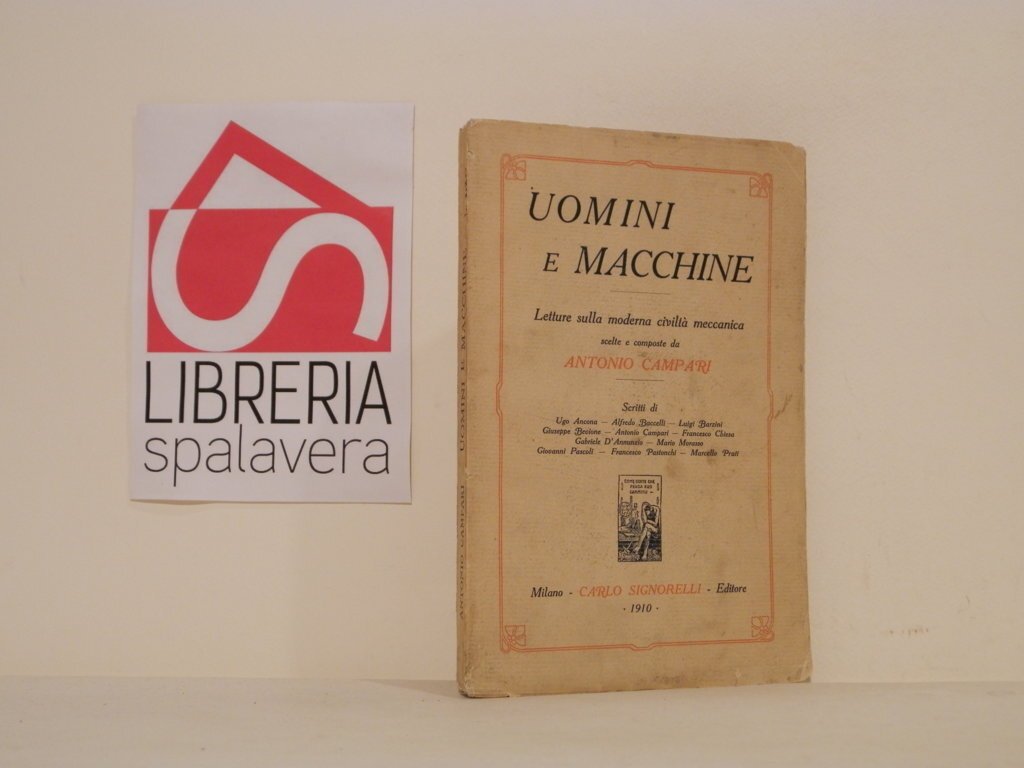 LIBRERIA
spalavera
UOMINI
E MACCHINE
Letture sulla moderna civiltà meccanica
scelte e composte da
ANTONIO CAMPARI
Scritti di
Ugo Ancona — Alfredo Baccelli — Luigi Barzini
Giuseppe Bezione — Antonio Campari — Francesco Chiesa
Gabriele D'Annunzio — Mario Morasso
Giovanni Pascoli — Francesco Pastonchi — Marcello Prati
Milano - CARLO SIGNORELLI - Editore
· 1910 ·
ANTONIO CAMPARI UOMINI E MACCHINE